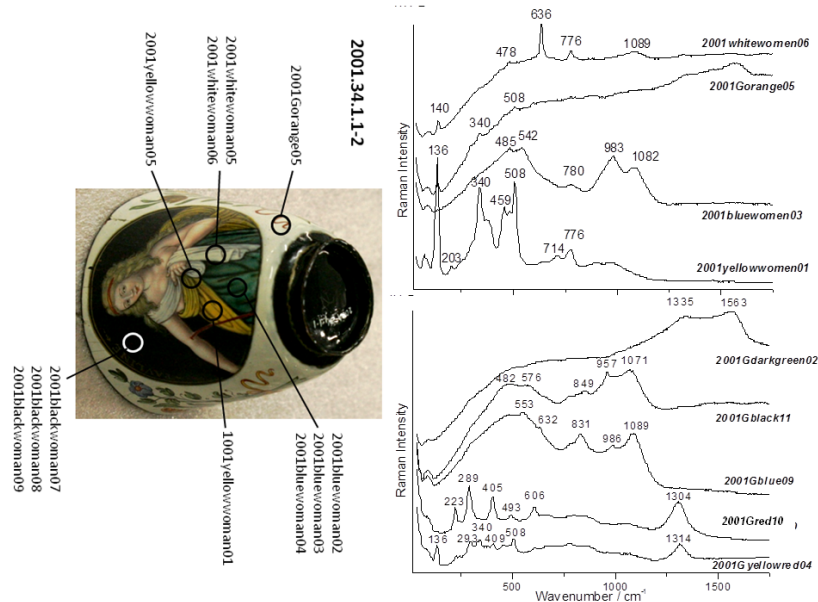 2001.34.1.1-2
2001Gorange05
2001whitewoman05
2001whitewoman06
2001yellowwoman05
2001bluewoman02
2001bluewoman03
2001bluewoman04
1001yellowwoman01
2001blackwoman07
2001blackwoman08
2001blackwoman09
Raman Intensity
636
776
1089
2001whitewomen06
478
140
2001Gorange05
508
340
136
485
542
983
1082
780
2001bluewomen03
340
459
508
203
714
776
2001yellowwomen01
Raman Intensity
1335
1563
2001Gdarkgreen02
482
576
849
957
1071
2001Gblack11
553
632
831
986
1089
2001Gblue09
223
289
405
493
606
1304
2001Gred10
136
293
340
409
508
1314
2001Gyellowred04
500
1000
1500
Wavenumber / cm⁻¹